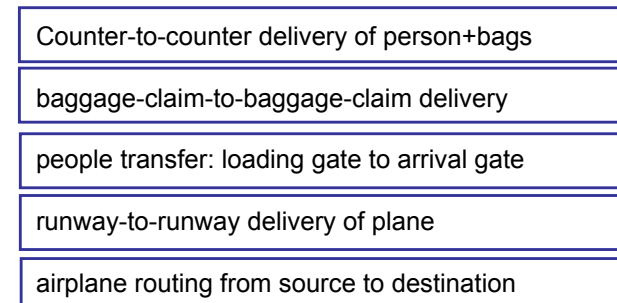 Counter-to-counter delivery of person+bags
baggage-claim-to-baggage-claim delivery
people transfer: loading gate to arrival gate
runway-to-runway delivery of plane
airplane routing from source to destination